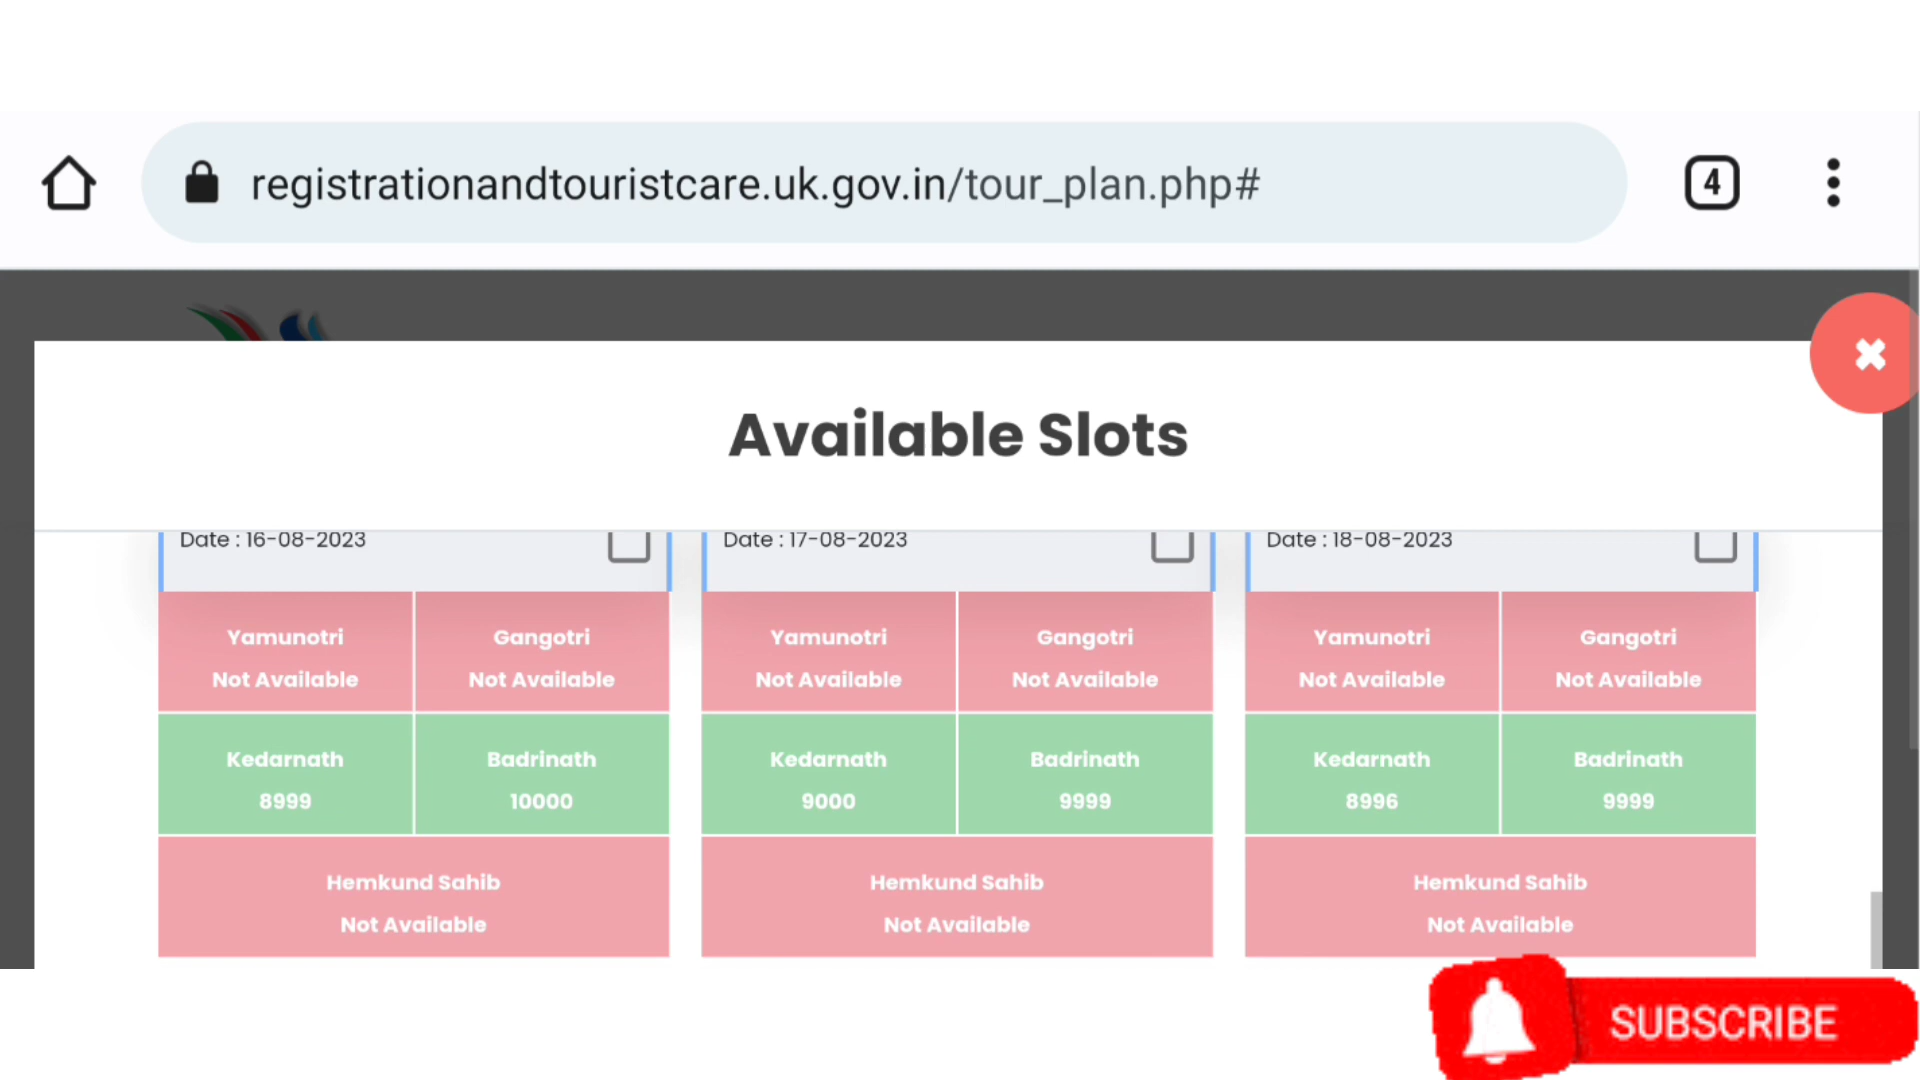 registrationandtouristcare.uk.gov.in/tour_plan.php#
4
Available Slots
Date : 16-08-2023
Yamunotri
Not Available
Gangotri
Not Available
Kedarnath
8999
Badrinath
10000
Hemkund Sahib
Not Available
Date : 17-08-2023
Yamunotri
Not Available
Gangotri
Not Available
Kedarnath
9000
Badrinath
9999
Hemkund Sahib
Not Available
Date : 18-08-2023
Yamunotri
Not Available
Gangotri
Not Available
Kedarnath
8996
Badrinath
9999
Hemkund Sahib
Not Available
SUBSCRIBE